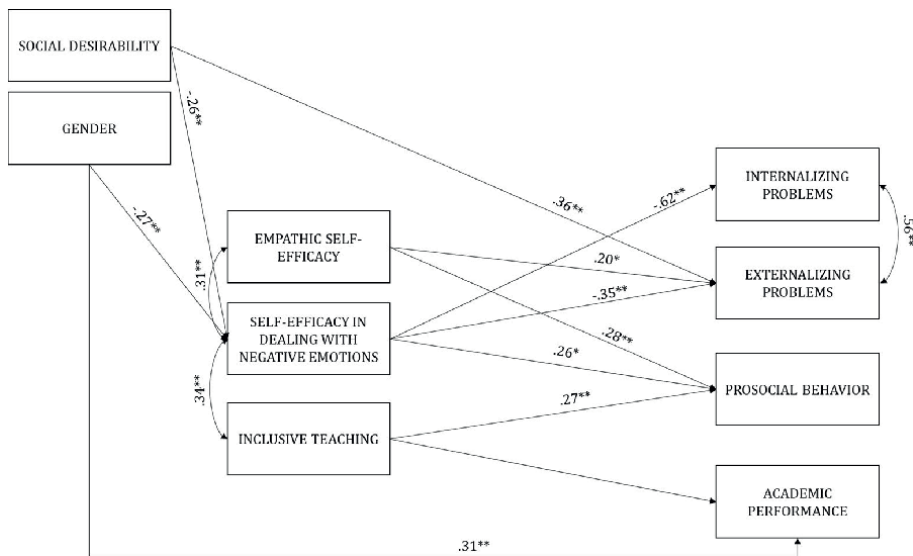 SOCIAL DESIRABILITY
GENDER
-.26**
-.27**
EMPATHIC SELF-
EFFICACY
.31**
SELF-EFFICACY IN
DEALING WITH
NEGATIVE EMOTIONS
.34**
INCLUSIVE TEACHING
.36**
-.62**
.20*
-.35**
.28**
.26*
.27**
INTERNALIZING
PROBLEMS
.56**
EXTERNALIZING
PROBLEMS
PROSOCIAL BEHAVIOR
ACADEMIC
PERFORMANCE
.31**